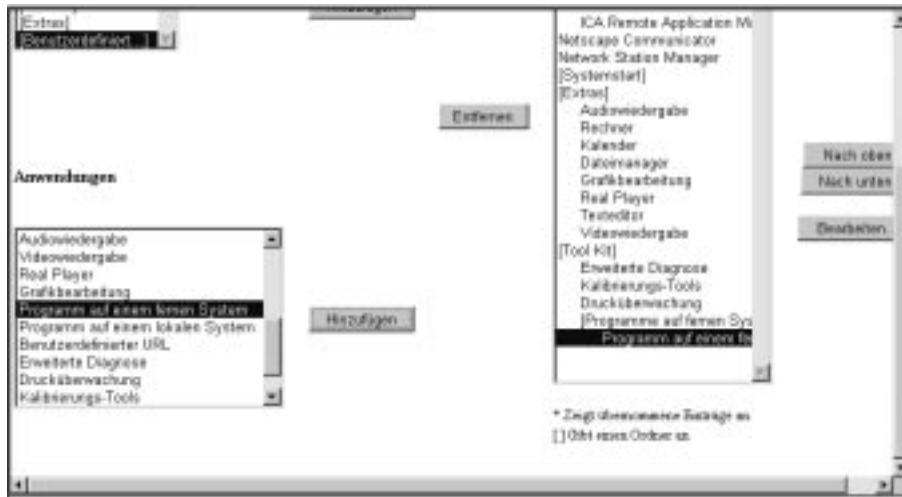 [Extras]
[Benutzerdefiniert...]
Hinzufügen
ICA Remote Application M
Netscape Communicator
Network Station Manager
[Systemstart]
[Extras]
Audiowiedergabe
Rechner
Kalender
Dateimanager
Grafikbearbeitung
Real Player
Texteditor
Videowiedergabe
[Tool Kit]
Erweiterte Diagnose
Kalibrierungs-Tools
Drucküberwachung
[Programme auf fernen Sys
Programm auf einem fe
Entfernen
Nach oben
Nach unten
Bearbeiten
Anwendungen
Audiowiedergabe
Videowiedergabe
Real Player
Grafikbearbeitung
Programm auf einem fernen System
Programm auf einem lokalen System
Benutzerdefinierter URL
Erweiterte Diagnose
Drucküberwachung
Kalibrierungs-Tools
Hinzufügen
* Zeigt übernommene Einträge an
[ ] Gibt einen Ordner an